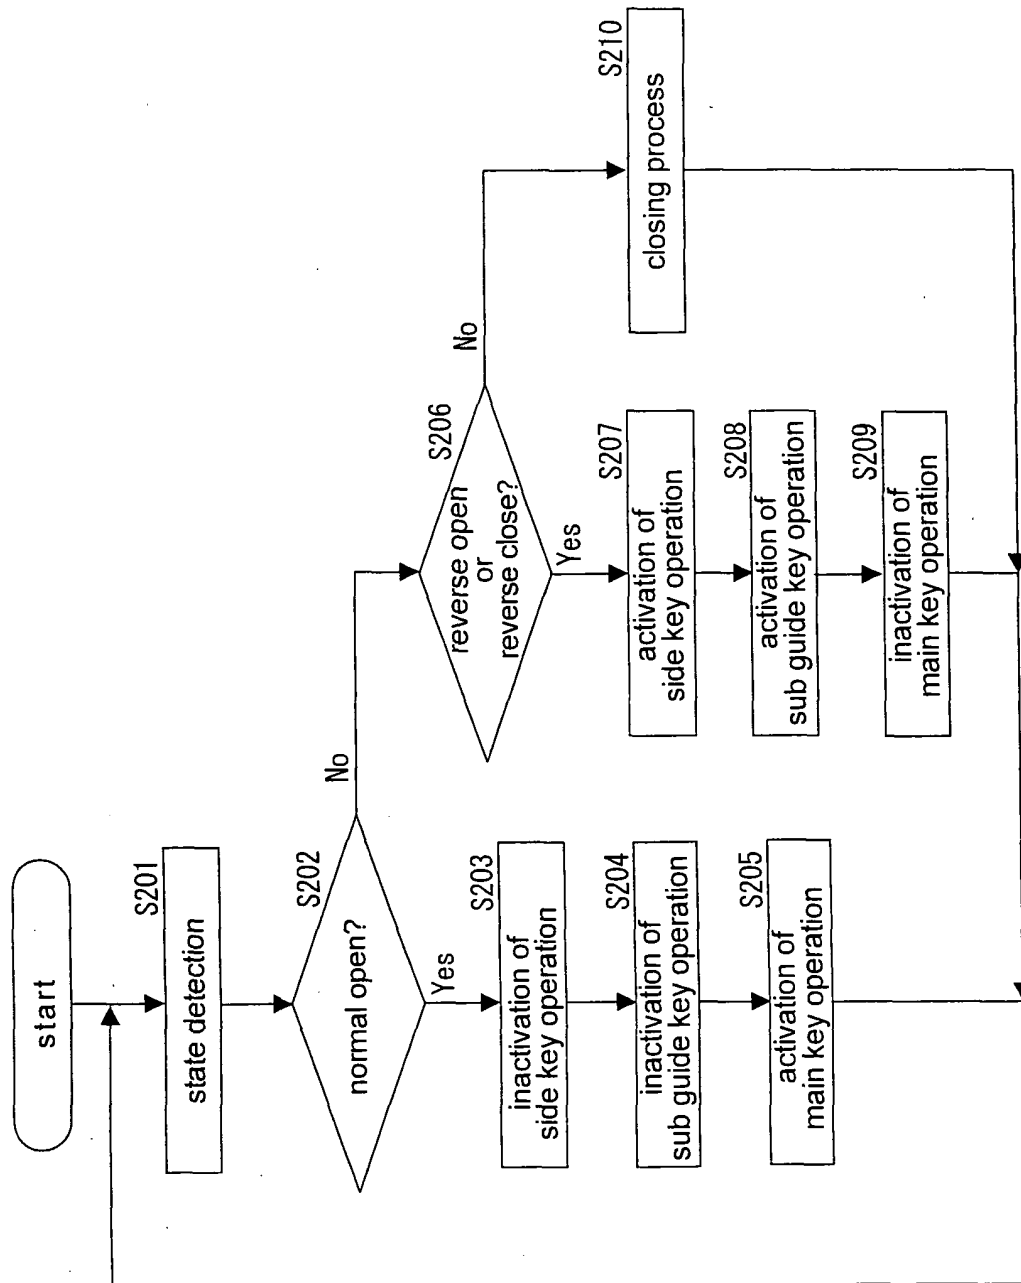 start
S201
state detection
S202
normal open?
No
Yes
S203
inactivation of
side key operation
S204
inactivation of
sub guide key operation
S205
activation of
main key operation
S206
reverse open
or
reverse close?
No
Yes
S207
activation of
side key operation
S208
activation of
sub guide key operation
S209
inactivation of
main key operation
S210
closing process